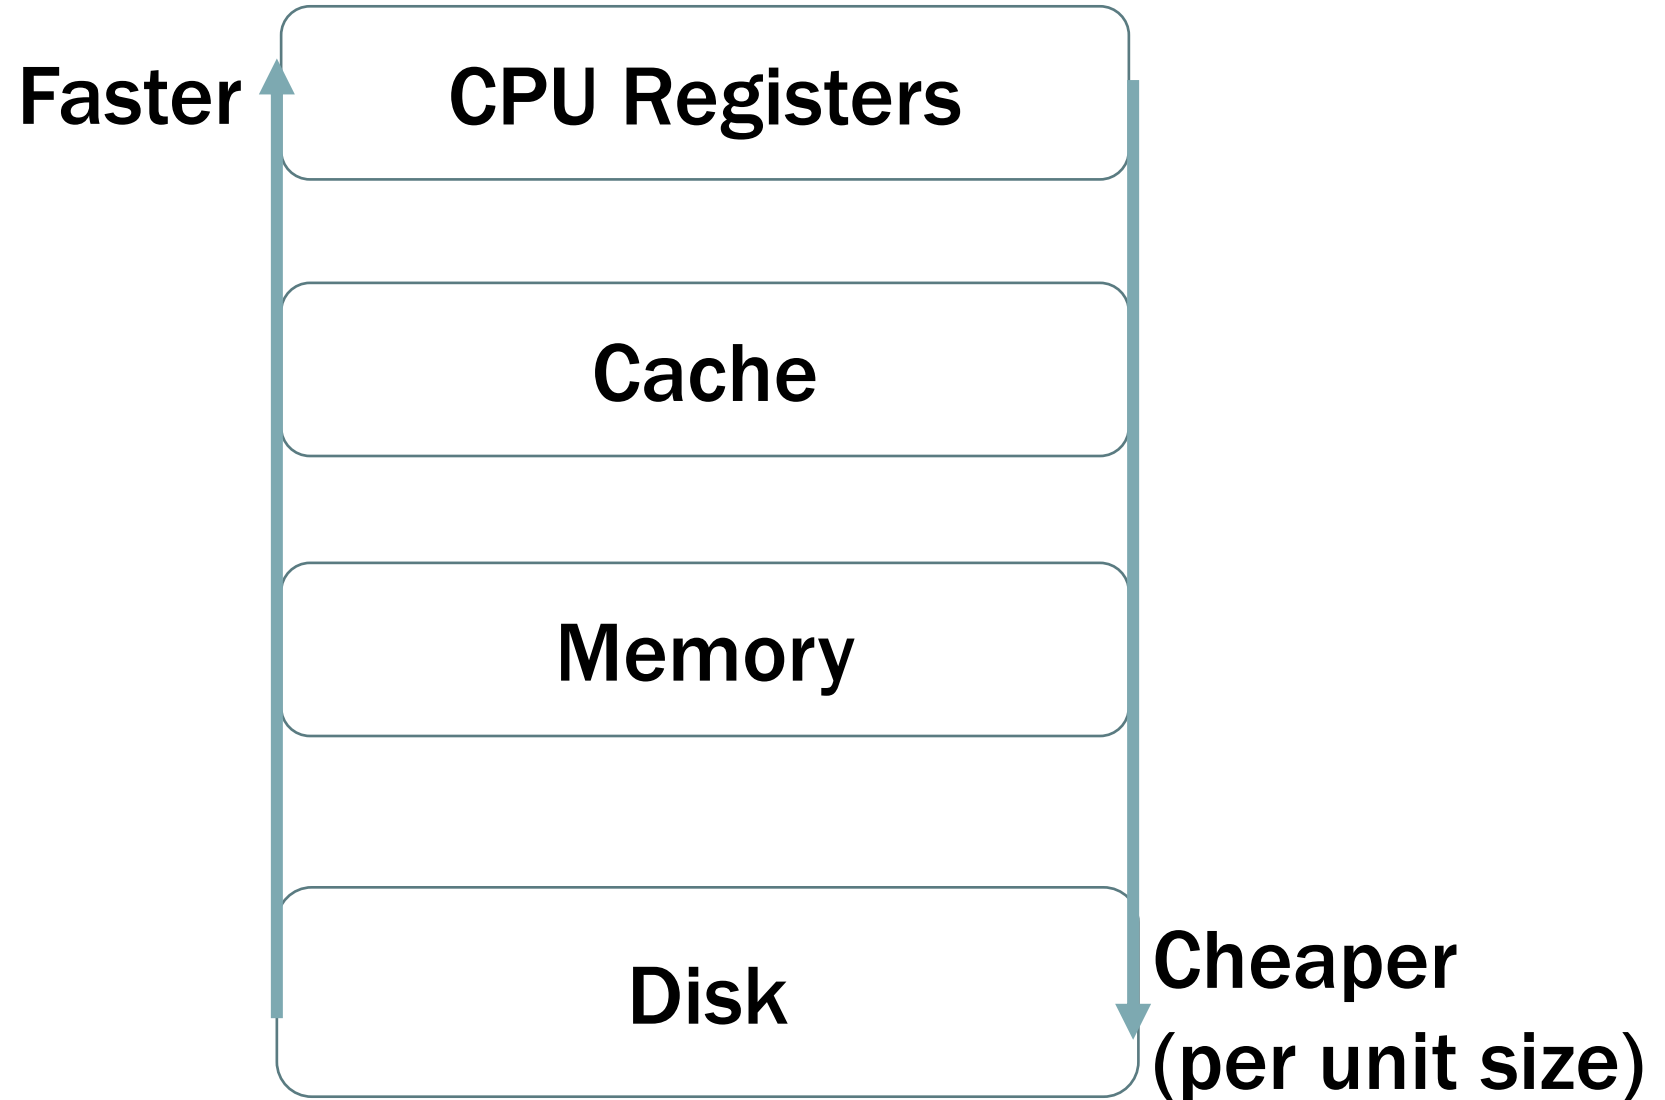 Faster
CPU Registers
Cache
Memory
Disk
Cheaper
(per unit size)